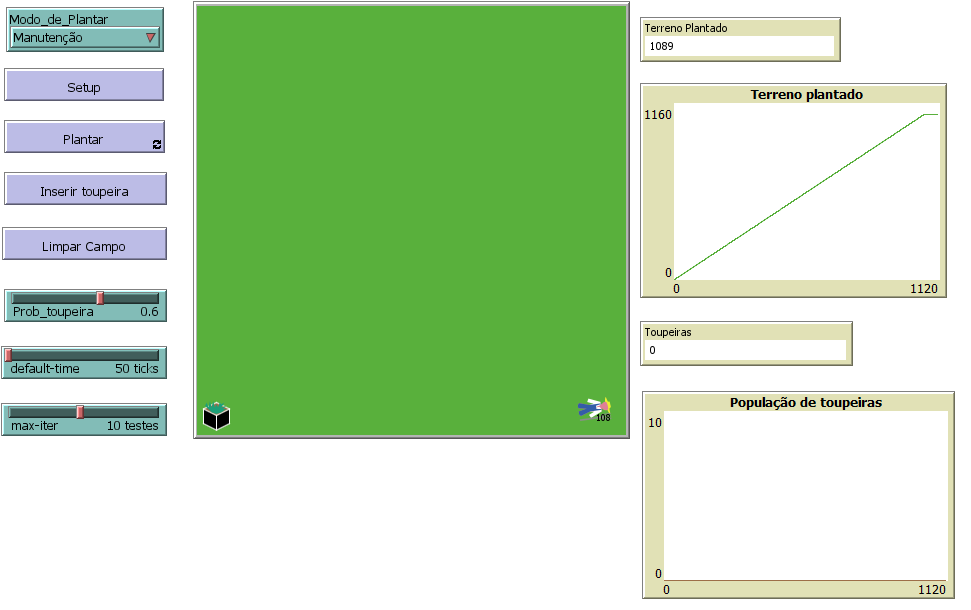 Modo_de_Plantar
Manutenção
Setup
Plantar
Inserir toupeira
Limpar Campo
Prob_toupeira 0.6
default-time 50 ticks
max-iter 10 testes
108
Terreno Plantado
1089
Terreno plantado
1160
0
0 1120
Toupeiras
0
População de toupeiras
10
0
0 1120